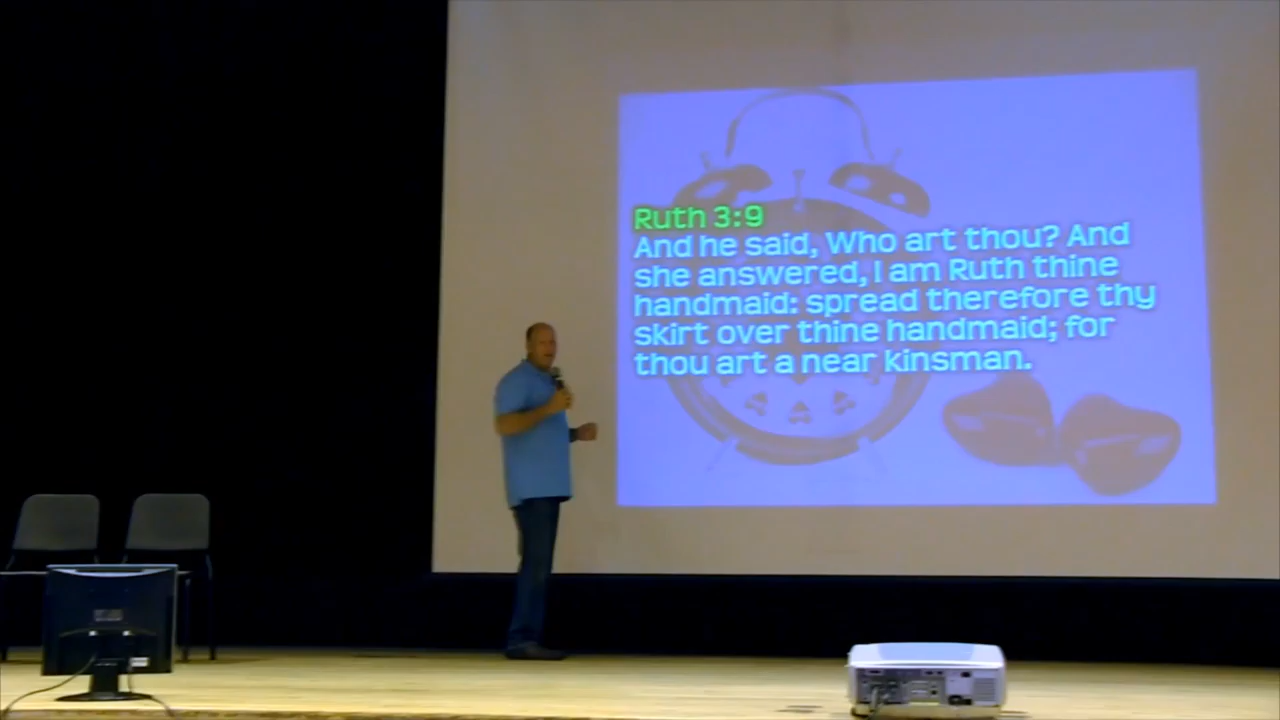 Ruth 3:9
And he said, Who art thou? And
she answered, I am Ruth thine
handmaid: spread therefore thy
skirt over thine handmaid; for
thou art a near kinsman.